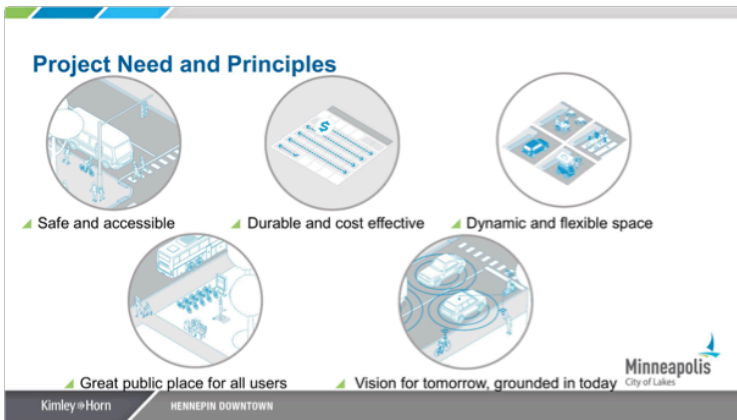 Project Need and Principles
$
Safe and accessible
Durable and cost effective
Dynamic and flexible space
Great public place for all users
Vision for tomorrow, grounded in today
Minneapolis
City of Lakes
Kimley»Horn
HENNEPIN DOWNTOWN